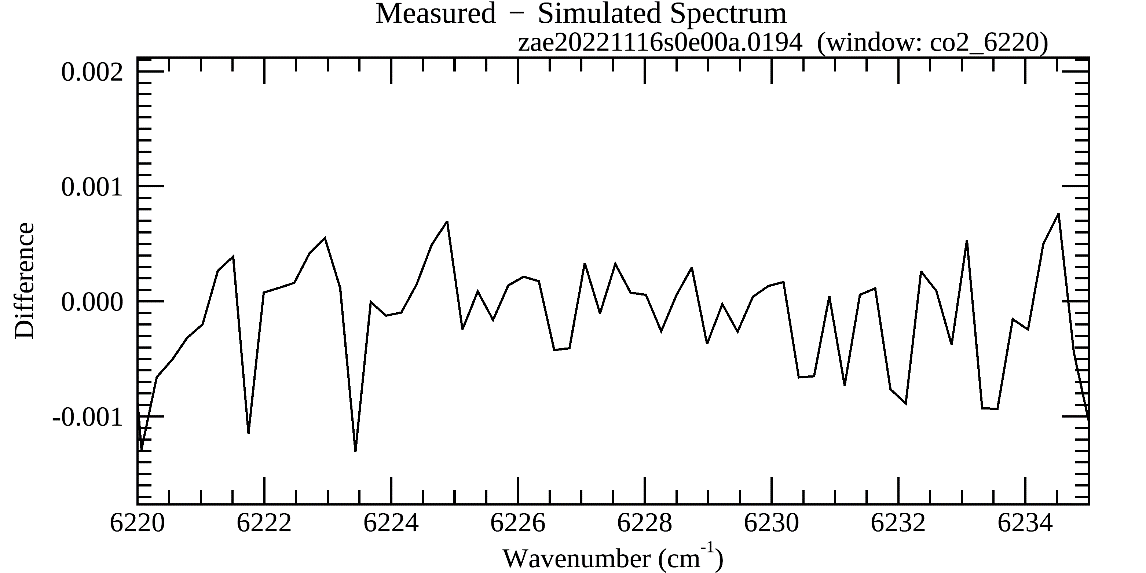 Measured − Simulated Spectrum
zae20221116s0e00a.0194 (window: co2_6220)
0.002
0.001
0.000
-0.001
Difference
6220 6222 6224 6226 6228 6230 6232 6234
Wavenumber (cm⁻¹)